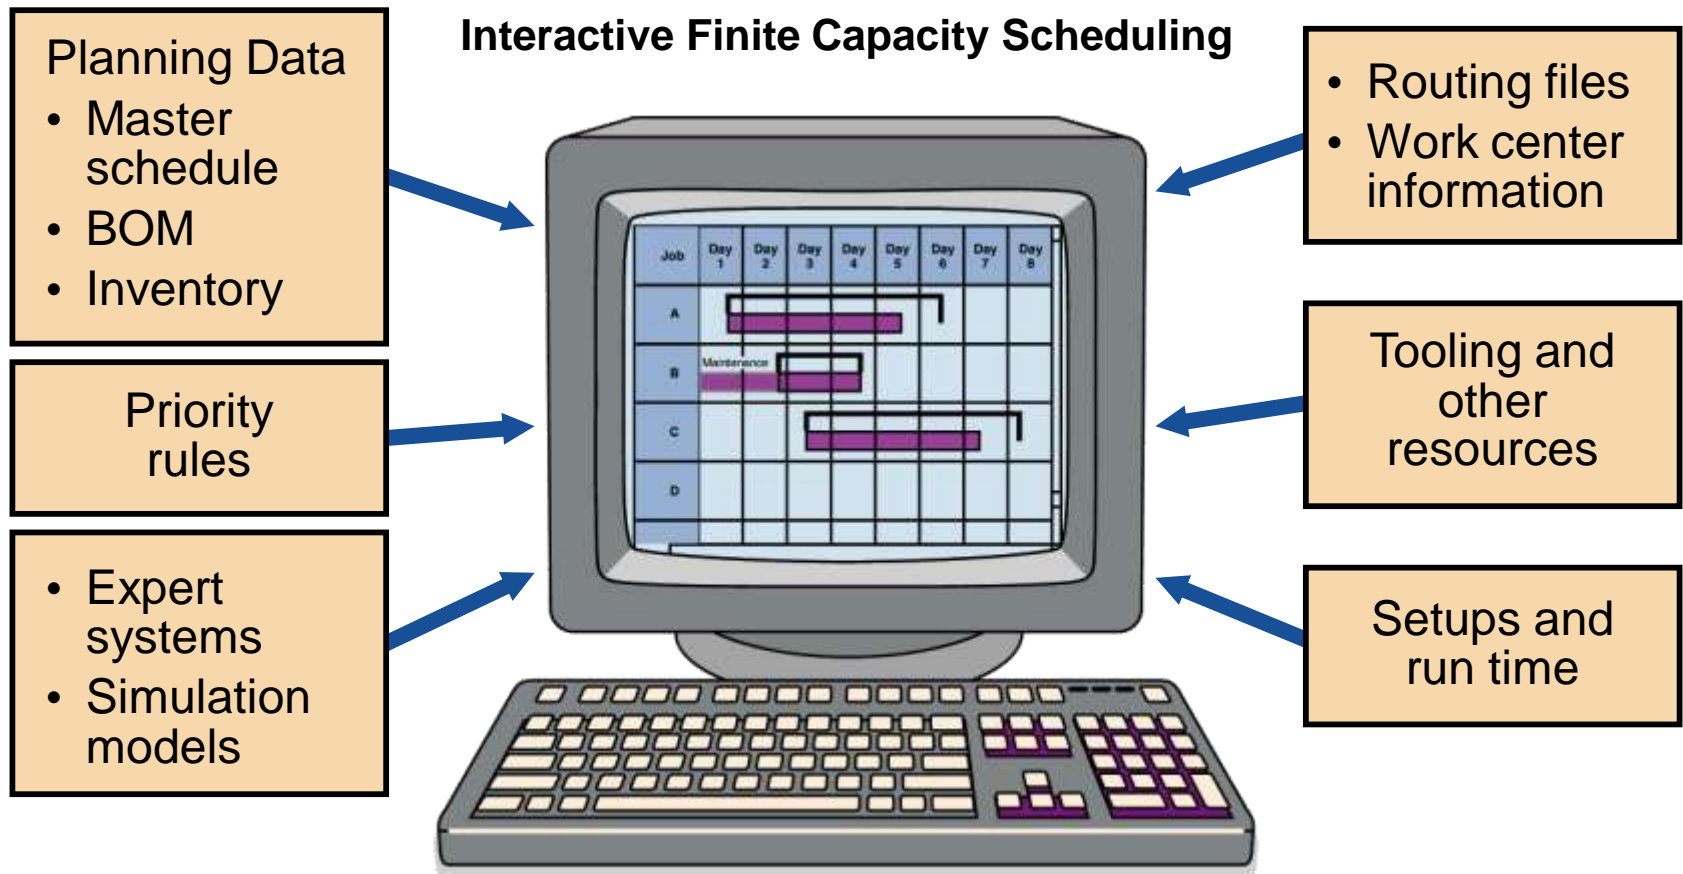 Interactive Finite Capacity Scheduling
Planning Data
• Master
schedule
• BOM
• Inventory
Priority
rules
• Expert
systems
• Simulation
models
Job Day 1 Day 2 Day 3 Day 4 Day 5 Day 6 Day 7 Day 8
A
B Maintenance
C
D
• Routing files
• Work center
information
Tooling and
other
resources
Setups and
run time